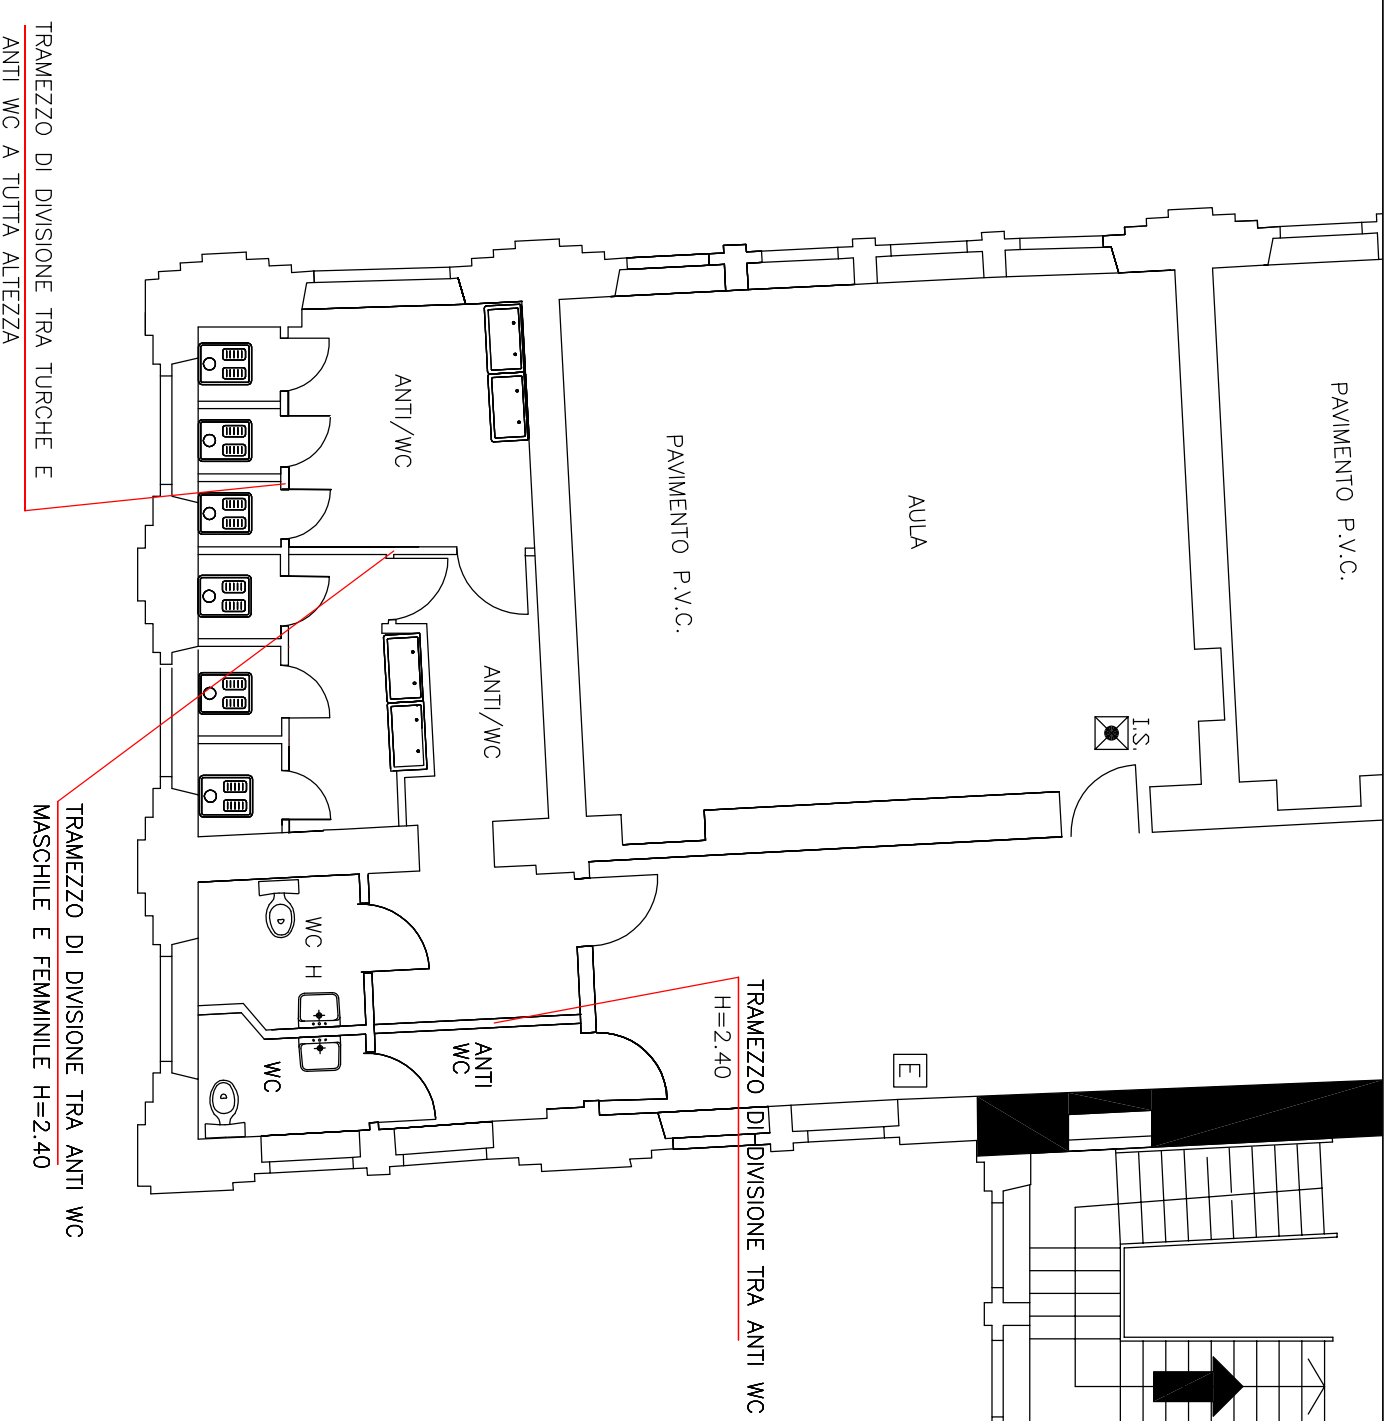 TRAMEZZO DI DIVISIONE TRA TURCHE E
ANTI WC A TUTTA ALTEZZA
ANTI/WC
PAVIMENTO P.V.C.
AULA
PAVIMENTO P.V.C.
I.S.
ANTI/WC
TRAMEZZO DI DIVISIONE TRA ANTI WC
MASCHILE E FEMMINILE H=2.40
WC H
WC
ANTI
WC
TRAMEZZO DI DIVISIONE TRA ANTI WC
H=2.40
E